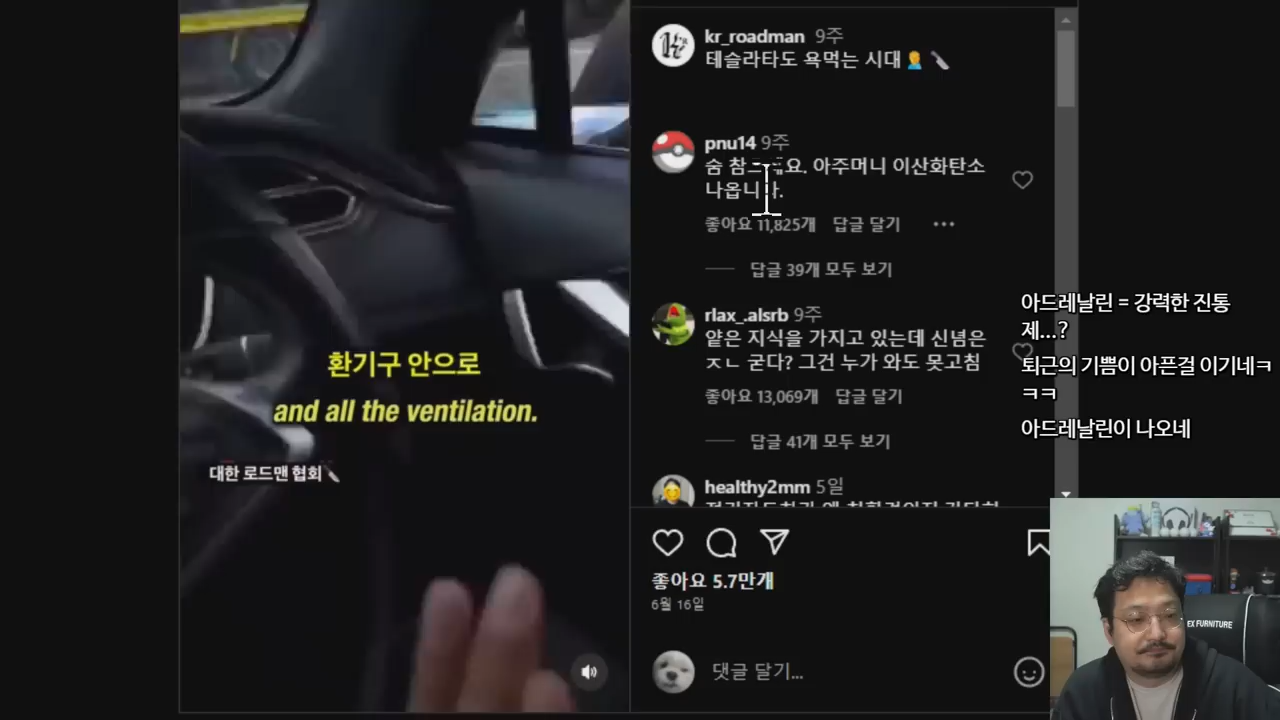 환기구 안으로
and all the ventilation.
대한 로드맨 협회
kr_roadman 9주
테슬라타도 욕먹는 시대
pnu14 9주
숨 요. 아주머니 이산화탄소
나옵니다.
좋아요 11,825개 답글 달기 •••
답글 39개 모두 보기
rlax_.alsrb 9주
얕은 지식을 가지고 있는데 신념은
ㅈㄴ 굳다? 그건 누가 와도 못고침
좋아요 13,069개 답글 달기
답글 41개 모두 보기
healthy2mm 5일
좋아요 5.7만개
6월 16일
댓글 달기...
아드레날린 = 강력한 진통
제...?
퇴근의 기쁨이 아픈걸 이기네ㅋ
ㅋㅋ
아드레날린이 나오네
EX FURNITURE